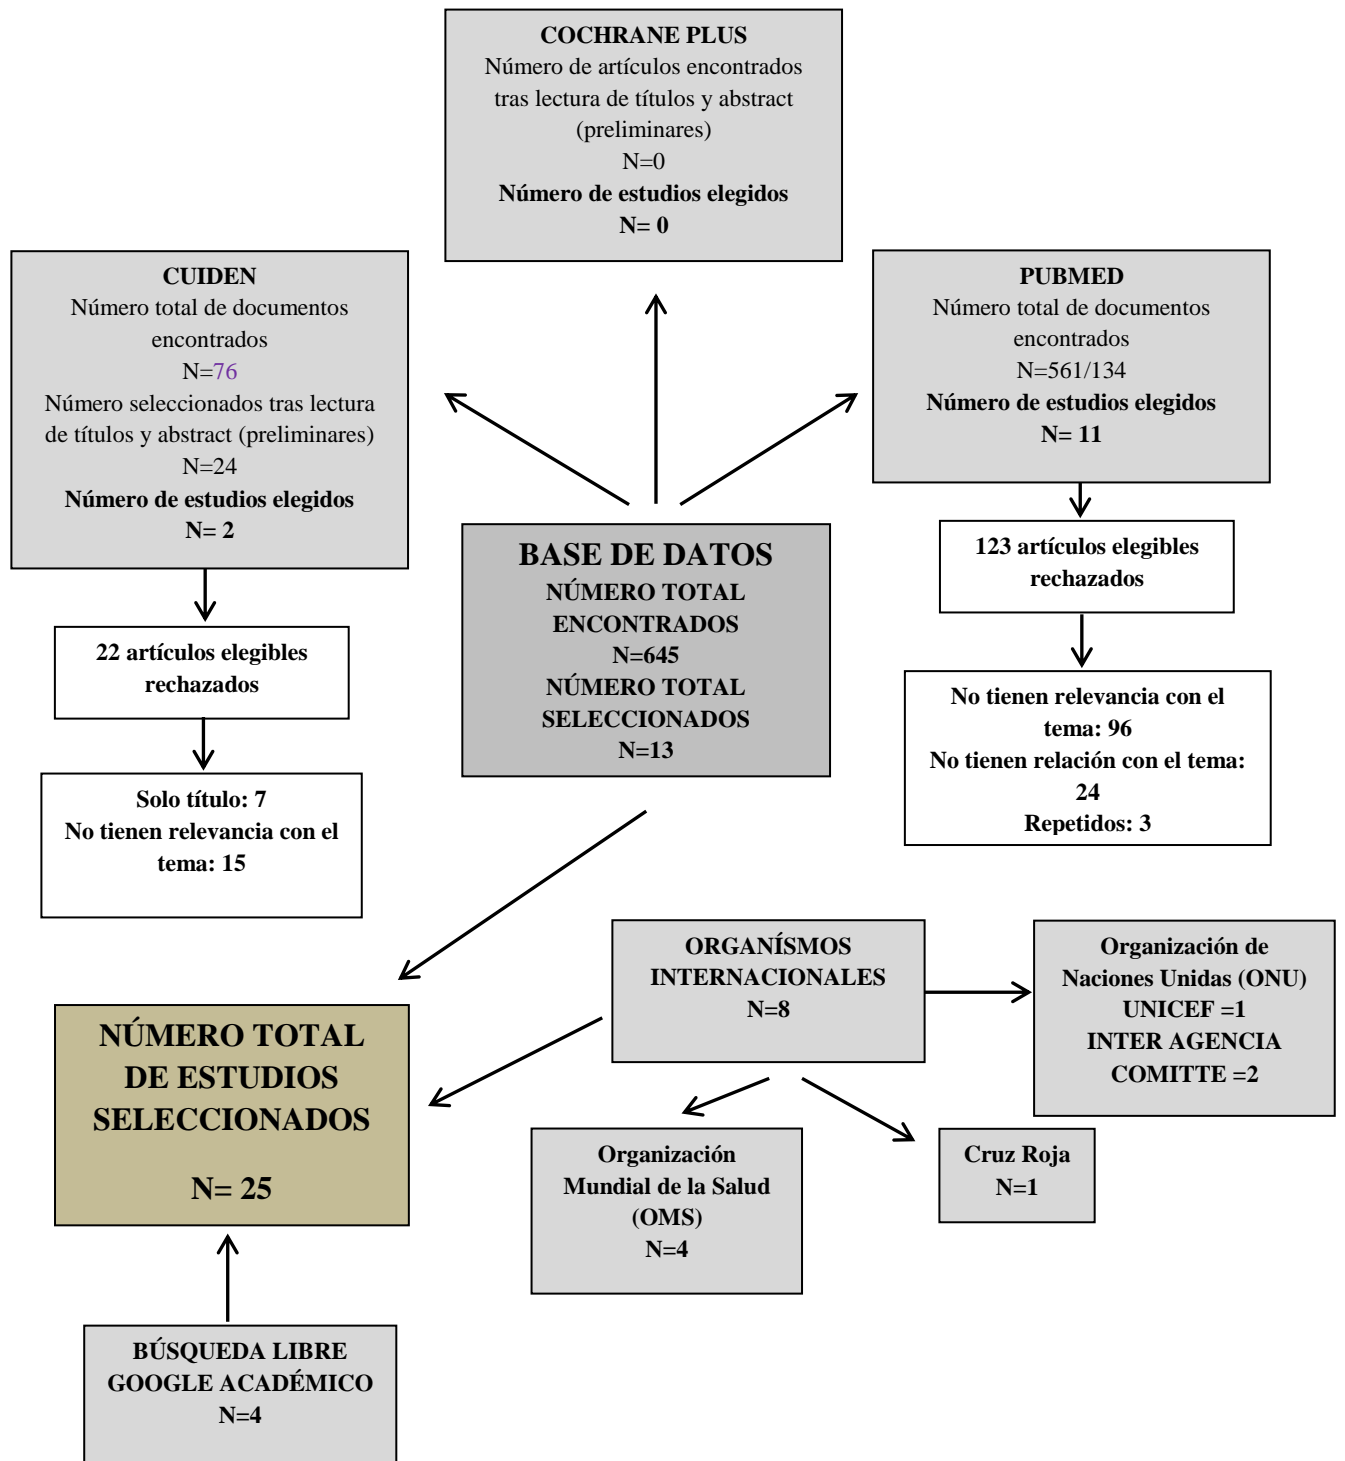 COCHRANE PLUS
Número de artículos encontrados
tras lectura de títulos y abstract
(preliminares)
N=0
Número de estudios elegidos
N= 0
CUIDEN
Número total de documentos
encontrados
N=76
Número seleccionados tras lectura
de títulos y abstract (preliminares)
N=24
Número de estudios elegidos
N= 2
PUBMED
Número total de documentos
encontrados
N=561/134
Número de estudios elegidos
N= 11
BASE DE DATOS
NÚMERO TOTAL
ENCONTRADOS
N=645
NÚMERO TOTAL
SELECCIONADOS
N=13
123 artículos elegibles
rechazados
22 artículos elegibles
rechazados
No tienen relevancia con el
tema: 96
No tienen relación con el tema:
24
Repetidos: 3
Solo título: 7
No tienen relevancia con el
tema: 15
ORGANÍSMOS
INTERNACIONALES
N=8
Organización de
Naciones Unidas (ONU)
UNICEF =1
INTER AGENCIA
COMITTE =2
NÚMERO TOTAL
DE ESTUDIOS
SELECCIONADOS
N= 25
Organización
Mundial de la Salud
(OMS)
N=4
Cruz Roja
N=1
BÚSQUEDA LIBRE
GOOGLE ACADÉMICO
N=4